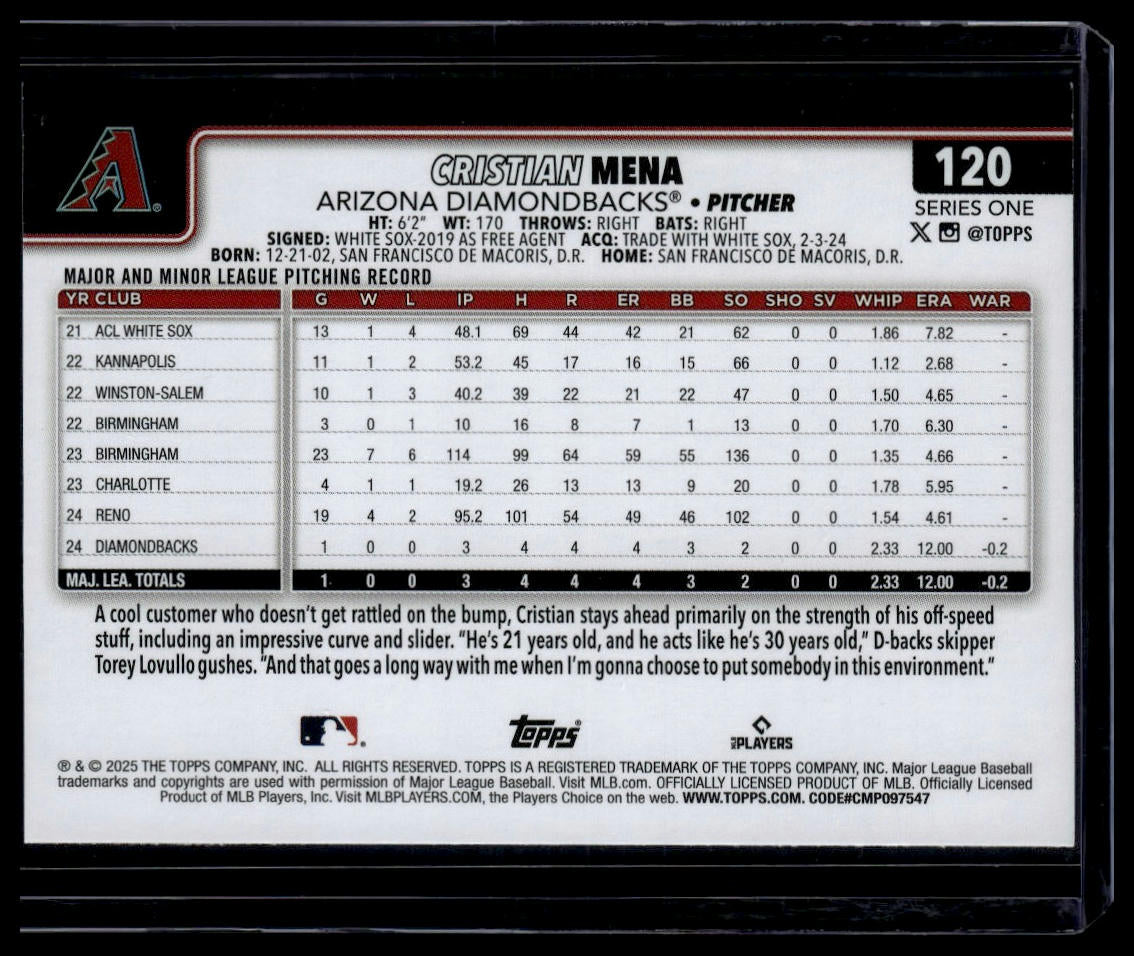 CRISTIAN MENA
120
ARIZONA DIAMONDBACKS® • PITCHER
SERIES ONE
HT: 6'2" WT: 170 THROWS: RIGHT BATS: RIGHT
@TOPPS
SIGNED: WHITE SOX-2019 AS FREE AGENT ACQ: TRADE WITH WHITE SOX, 2-3-24
BORN: 12-21-02, SAN FRANCISCO DE MACORIS, D.R. HOME: SAN FRANCISCO DE MACORIS, D.R.
MAJOR AND MINOR LEAGUE PITCHING RECORD
YR CLUB G W L IP H R ER BB SO SHO SV WHIP ERA WAR
21 ACL WHITE SOX 13 1 4 48.1 69 44 42 21 62 0 0 1.86 7.82 -
22 KANNAPOLIS 11 1 2 53.2 45 17 16 15 66 0 0 1.12 2.68 -
22 WINSTON-SALEM 10 1 3 40.2 39 22 21 22 47 0 0 1.50 4.65 -
22 BIRMINGHAM 3 0 1 10 16 8 7 1 13 0 0 1.70 6.30 -
23 BIRMINGHAM 23 7 6 114 99 64 59 55 136 0 0 1.35 4.66 -
23 CHARLOTTE 4 1 1 19.2 26 13 13 9 20 0 0 1.78 5.95 -
24 RENO 19 4 2 95.2 101 54 49 46 102 0 0 1.54 4.61 -
24 DIAMONDBACKS 1 0 0 3 4 4 4 3 2 0 0 2.33 12.00 -0.2
MAJ. LEA. TOTALS 1 0 0 3 4 4 4 3 2 0 0 2.33 12.00 -0.2
A cool customer who doesn't get rattled on the bump, Cristian stays ahead primarily on the strength of his off-speed
stuff, including an impressive curve and slider. "He's 21 years old, and he acts like he's 30 years old," D-backs skipper
Torey Lovullo gushes. "And that goes a long way with me when I'm gonna choose to put somebody in this environment."
Topps® MLB PLAYERS
® & © 2025 THE TOPPS COMPANY, INC. ALL RIGHTS RESERVED. TOPPS IS A REGISTERED TRADEMARK OF THE TOPPS COMPANY, INC. Major League Baseball
trademarks and copyrights are used with permission of Major League Baseball. Visit MLB.com. OFFICIALLY LICENSED PRODUCT OF MLB. Officially Licensed
Product of MLB Players, Inc. Visit MLBPLAYERS.COM, the Players Choice on the web. WWW.TOPPS.COM. CODE#CMP097547